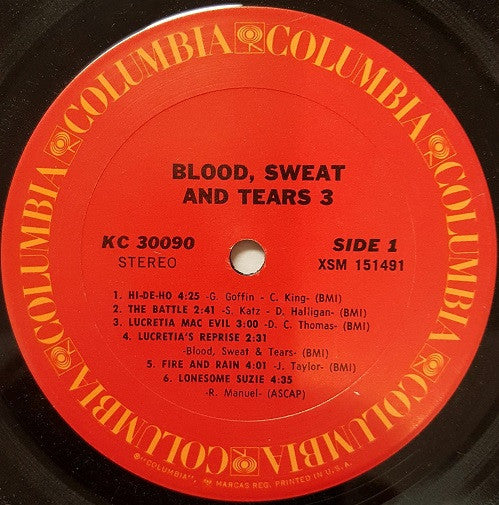 COLUMBIA COLUMBIA COLUMBIA COLUMBIA COLUMBIA COLUMBIA
BLOOD, SWEAT
AND TEARS 3
KC 30090 SIDE 1
STEREO XSM 151491
1. HI-DE-HO 4:25 -G. Goffin - C. King- (BMI)
2. THE BATTLE 2:41 -S. Katz - D. Halligan- (BMI)
3. LUCRETIA MAC EVIL 3:00 -D. C. Thomas- (BMI)
4. LUCRETIA'S REPRISE 2:31
-Blood, Sweat & Tears- (BMI)
5. FIRE AND RAIN 4:01 -J. Taylor- (BMI)
6. LONESOME SUZIE 4:35
-R. Manuel- (ASCAP)
℗"COLUMBIA", MARCAS REG. PRINTED IN U.S.A.